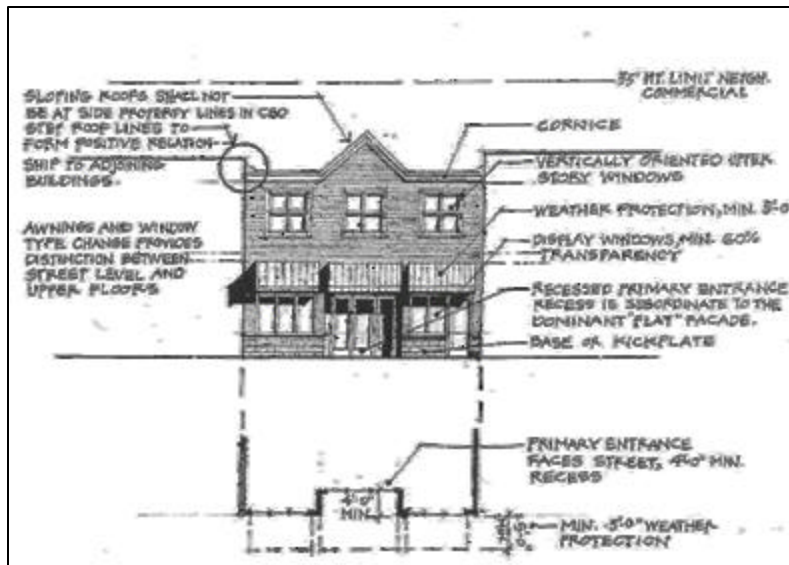 35' HT. LIMIT NEIGH.
COMMERCIAL
SLOPING ROOFS SHALL NOT
BE AT SIDE PROPERTY LINES IN CBD
STEP ROOF LINES TO
FORM POSITIVE RELATION
SHIP TO ADJOINING
BUILDINGS.
CORNICE
VERTICALLY ORIENTED UPPER
STORY WINDOWS
WEATHER PROTECTION, MIN. 5'-0
AWNINGS AND WINDOW
TYPE CHANGE PROVIDES
DISTINCTION BETWEEN
STREET LEVEL AND
UPPER FLOORS
DISPLAY WINDOWS, MIN. 60%
TRANSPARENCY
RECESSED PRIMARY ENTRANCE
RECESS IS SUBORDINATE TO THE
DOMINANT "FLAT" FACADE.
BASE OR KICKPLATE
PRIMARY ENTRANCE
FACES STREET, 4'-0" MIN.
RECESS
4'-0"
MIN
MIN. 5'-0" WEATHER
PROTECTION